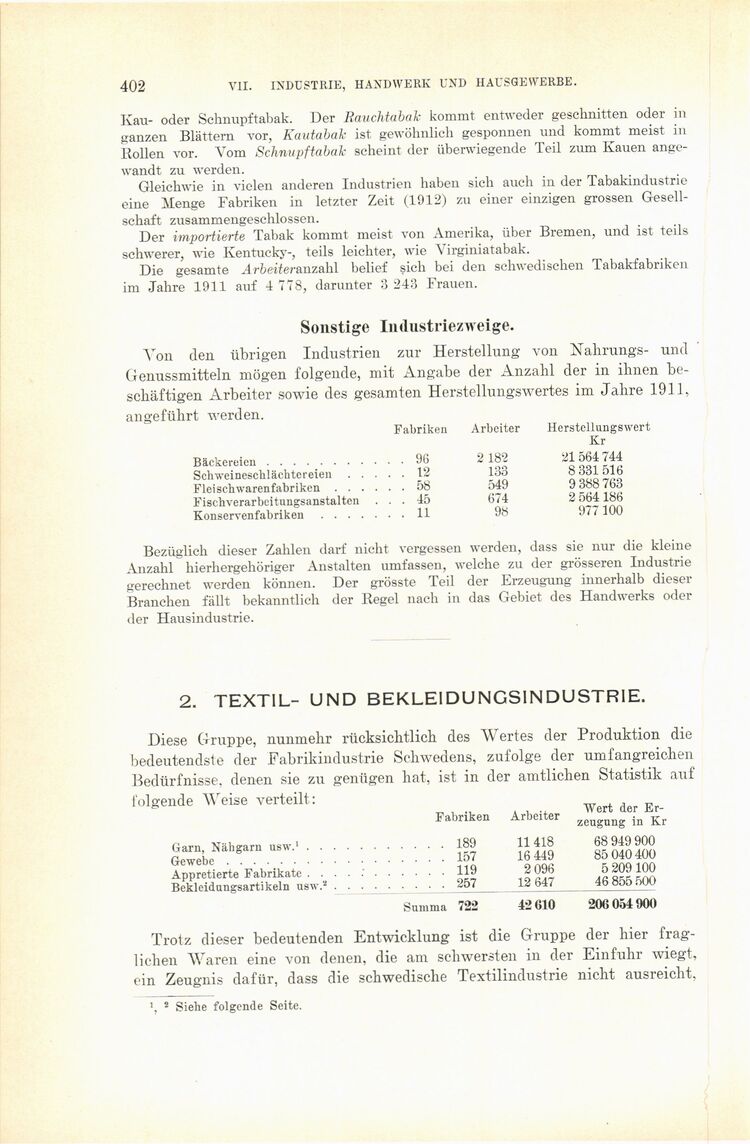 402 VII. INDUSTRIE, HANDWERK UND HAUSGEWERBE.
Kau- oder Schnupftabak. Der Rauchtabak kommt entweder geschnitten oder in
ganzen Blättern vor, Kautabak ist gewöhnlich gesponnen und kommt meist in
Rollen vor. Vom Schnupftabak scheint der überwiegende Teil zum Kauen ange-
wandt zu werden.
Gleichwie in vielen anderen Industrien haben sich auch in der Tabakindustrie
eine Menge Fabriken in letzter Zeit (1912) zu einer einzigen grossen Gesell-
schaft zusammengeschlossen.
Der importierte Tabak kommt meist von Amerika, über Bremen, und ist teils
schwerer, wie Kentucky-, teils leichter, wie Virginiatabak.
Die gesamte Arbeiteranzahl belief sich bei den schwedischen Tabakfabriken
im Jahre 1911 auf 4 778, darunter 3 243 Frauen.
Sonstige Industriezweige.
Von den übrigen Industrien zur Herstellung von Nahrungs- und
Genussmitteln mögen folgende, mit Angabe der Anzahl der in ihnen be-
schäftigen Arbeiter sowie des gesamten Herstellungswertes im Jahre 1911,
angeführt werden.
Fabriken Arbeiter Herstellungswert
Kr
Bäckereien . . . . . . . . . . . 96 2 182 21 564 744
Schweineschlächtereien . . . . . 12 133 8 331 516
Fleischwarenfabriken . . . . . . 58 549 9 388 763
Fischverarbeitungsanstalten . . . 45 674 2 564 186
Konservenfabriken . . . . . . . 11 98 977 100
Bezüglich dieser Zahlen darf nicht vergessen werden, dass sie nur die kleine
Anzahl hierhergehöriger Anstalten umfassen, welche zu der grösseren Industrie
gerechnet werden können. Der grösste Teil der Erzeugung innerhalb dieser
Branchen fällt bekanntlich der Regel nach in das Gebiet des Handwerks oder
der Hausindustrie.
2. TEXTIL- UND BEKLEIDUNGSINDUSTRIE.
Diese Gruppe, nunmehr rücksichtlich des Wertes der Produktion die
bedeutendste der Fabrikindustrie Schwedens, zufolge der umfangreichen
Bedürfnisse, denen sie zu genügen hat, ist in der amtlichen Statistik auf
folgende Weise verteilt:
Fabriken Arbeiter Wert der Er-
zeugung in Kr
Garn, Nähgarn usw.¹ . . . . . . . . . . . 189 11 418 68 949 900
Gewebe . . . . . . . . . . . . . . . . . 157 16 449 85 040 400
Appretierte Fabrikate . . . . . . . . . . . 119 2 096 5 209 100
Bekleidungsartikeln usw.² . . . . . . . . . 257 12 647 46 855 500
Summa 722 42 610 206 054 900
Trotz dieser bedeutenden Entwicklung ist die Gruppe der hier frag-
lichen Waren eine von denen, die am schwersten in der Einfuhr wiegt,
ein Zeugnis dafür, dass die schwedische Textilindustrie nicht ausreicht,
¹, ² Siehe folgende Seite.